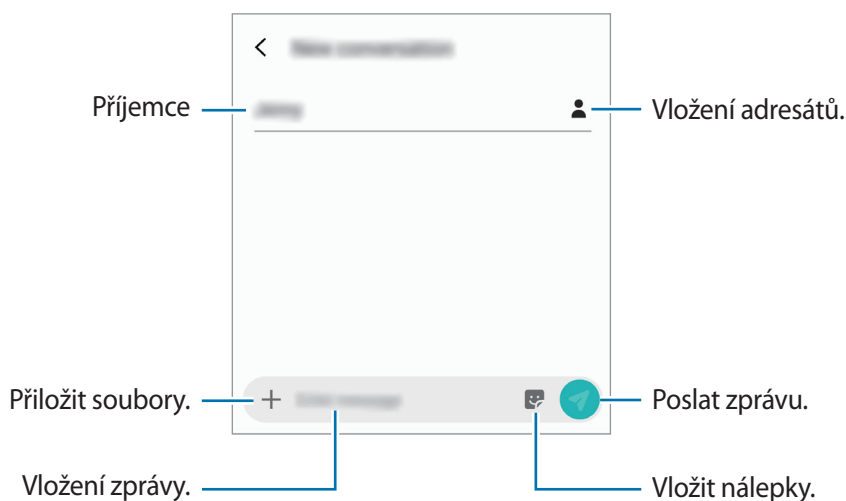 Příjemce
Vložení adresátů.
Přiložit soubory.
Poslat zprávu.
Vložení zprávy.
Vložit nálepky.